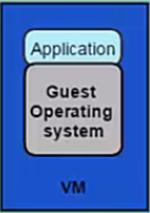 Application
Guest
Operating
system
VM